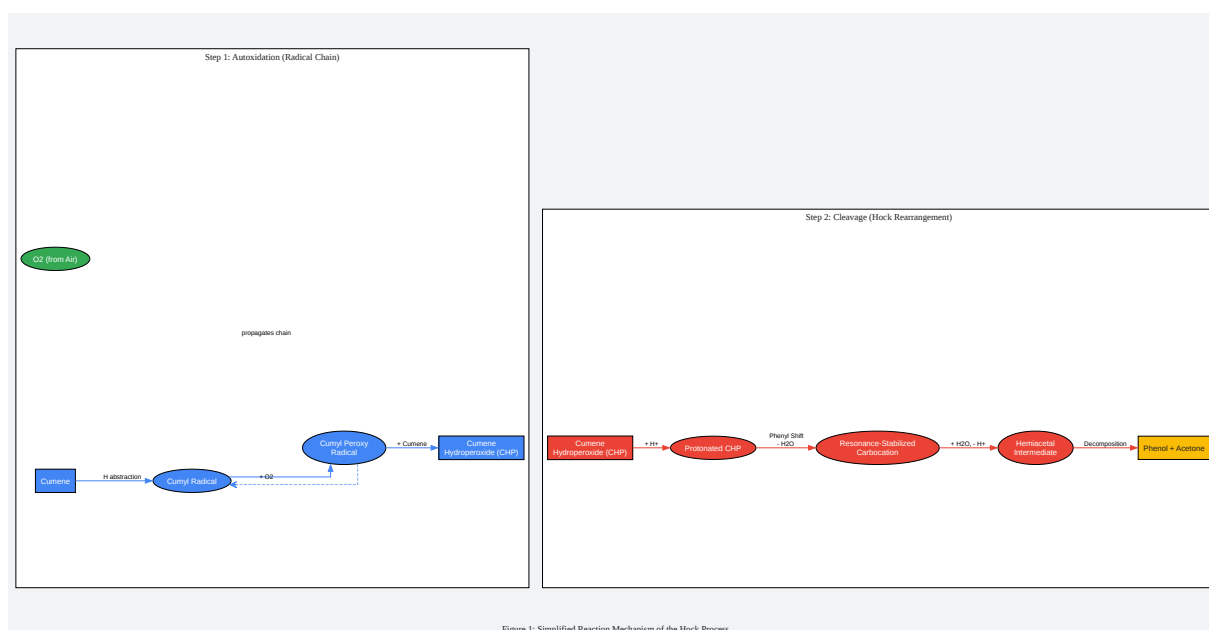 Step 1: Autoxidation (Radical Chain)
O2 (from Air)
propagates chain
Cumene
H abstraction
Cumyl Radical
+ O2
Cumyl Peroxy
Radical
+ Cumene
Cumene
Hydroperoxide (CHP)
Step 2: Cleavage (Hock Rearrangement)
Cumene
Hydroperoxide (CHP)
+ H+
Protonated CHP
Phenyl Shift
- H2O
Resonance-Stabilized
Carbocation
+ H2O, - H+
Hemiacetal
Intermediate
Decomposition
Phenol + Acetone
Figure 1: Simplified Reaction Mechanism of the Hock Process